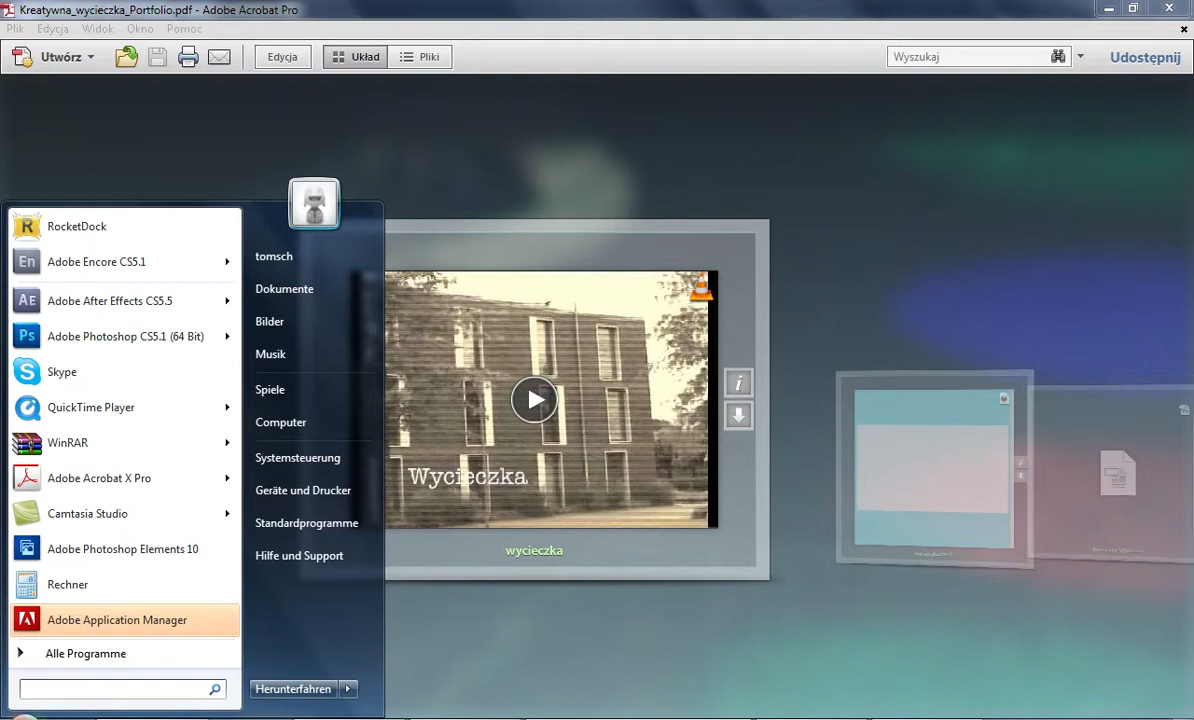 Kreatywna_wycieczka_Portfolio.pdf - Adobe Acrobat Pro
Plik Edycja Widok Okno Pomoc
Utwórz Edycja Układ Pliki Wyszukaj Udostępnij
RocketDock
Adobe Encore CS5.1
Adobe After Effects CS5.5
Adobe Photoshop CS5.1 (64 Bit)
Skype
QuickTime Player
WinRAR
Adobe Acrobat X Pro
Camtasia Studio
Adobe Photoshop Elements 10
Rechner
Adobe Application Manager
Alle Programme
tomsch
Dokumente
Bilder
Musik
Spiele
Computer
Systemsteuerung
Geräte und Drucker
Standardprogramme
Hilfe und Support
Herunterfahren
Wycieczka
wycieczka